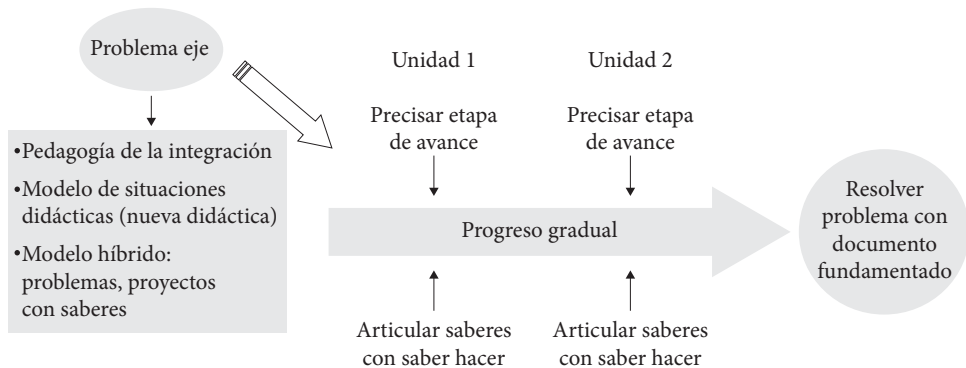 Problema eje
•Pedagogía de la integración
•Modelo de situaciones
didácticas (nueva didáctica)
•Modelo híbrido:
problemas, proyectos
con saberes
Unidad 1
Precisar etapa
de avance
Unidad 2
Precisar etapa
de avance
Progreso gradual
Articular saberes
con saber hacer
Articular saberes
con saber hacer
Resolver
problema con
documento
fundamentado